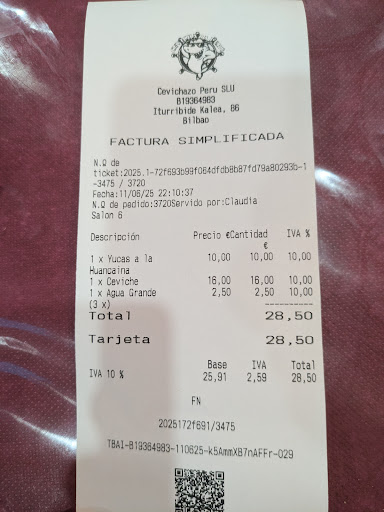 Cevichazo Peru SLU
B19364983
Iturribide Kalea, 86
Bilbao
FACTURA SIMPLIFICADA
N.Q de
ticket:2025.1-72f693b99f064dfdb8b87fd79a80293b-1
-3475 / 3720
Fecha:11/06/25 22:10:37
N.Q de pedido:3720Servido por:Claudia
Salon 6
Descripción Precio €Cantidad IVA %
€
1 x Yucas a la 10,00 10,00 10,00
Huancaina
1 x Ceviche 16,00 16,00 10,00
1 x Agua Grande 2,50 2,50 10,00
(3 x) ----------
Total 28,50
Tarjeta 28,50
Base IVA Total
IVA 10 % 25,91 2,59 28,50
FN
2025172f691/3475
TBAI-B19364983-110625-k5AmmXB7nAFFr-029